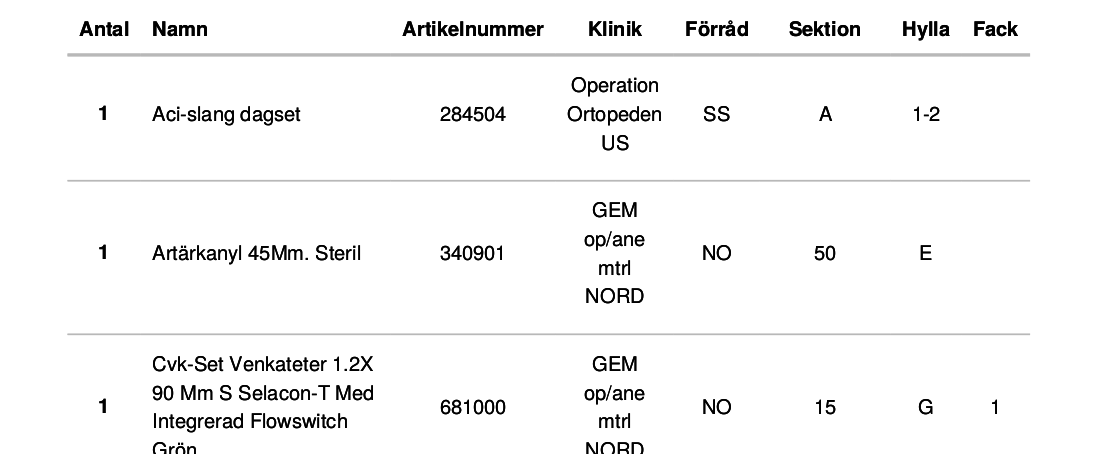 Antal Namn Artikelnummer Klinik Förråd Sektion Hylla Fack
Operation
1 Aci-slang dagset 284504 Ortopeden SS A 1-2
US
GEM
op/ane
1 Artärkanyl 45Mm. Steril 340901 NO 50 E
mtrl
NORD
Cvk-Set Venkateter 1.2X GEM
90 Mm S Selacon-T Med op/ane
1 681000 NO 15 G 1
Integrerad Flowswitch mtrl
Grön NORD